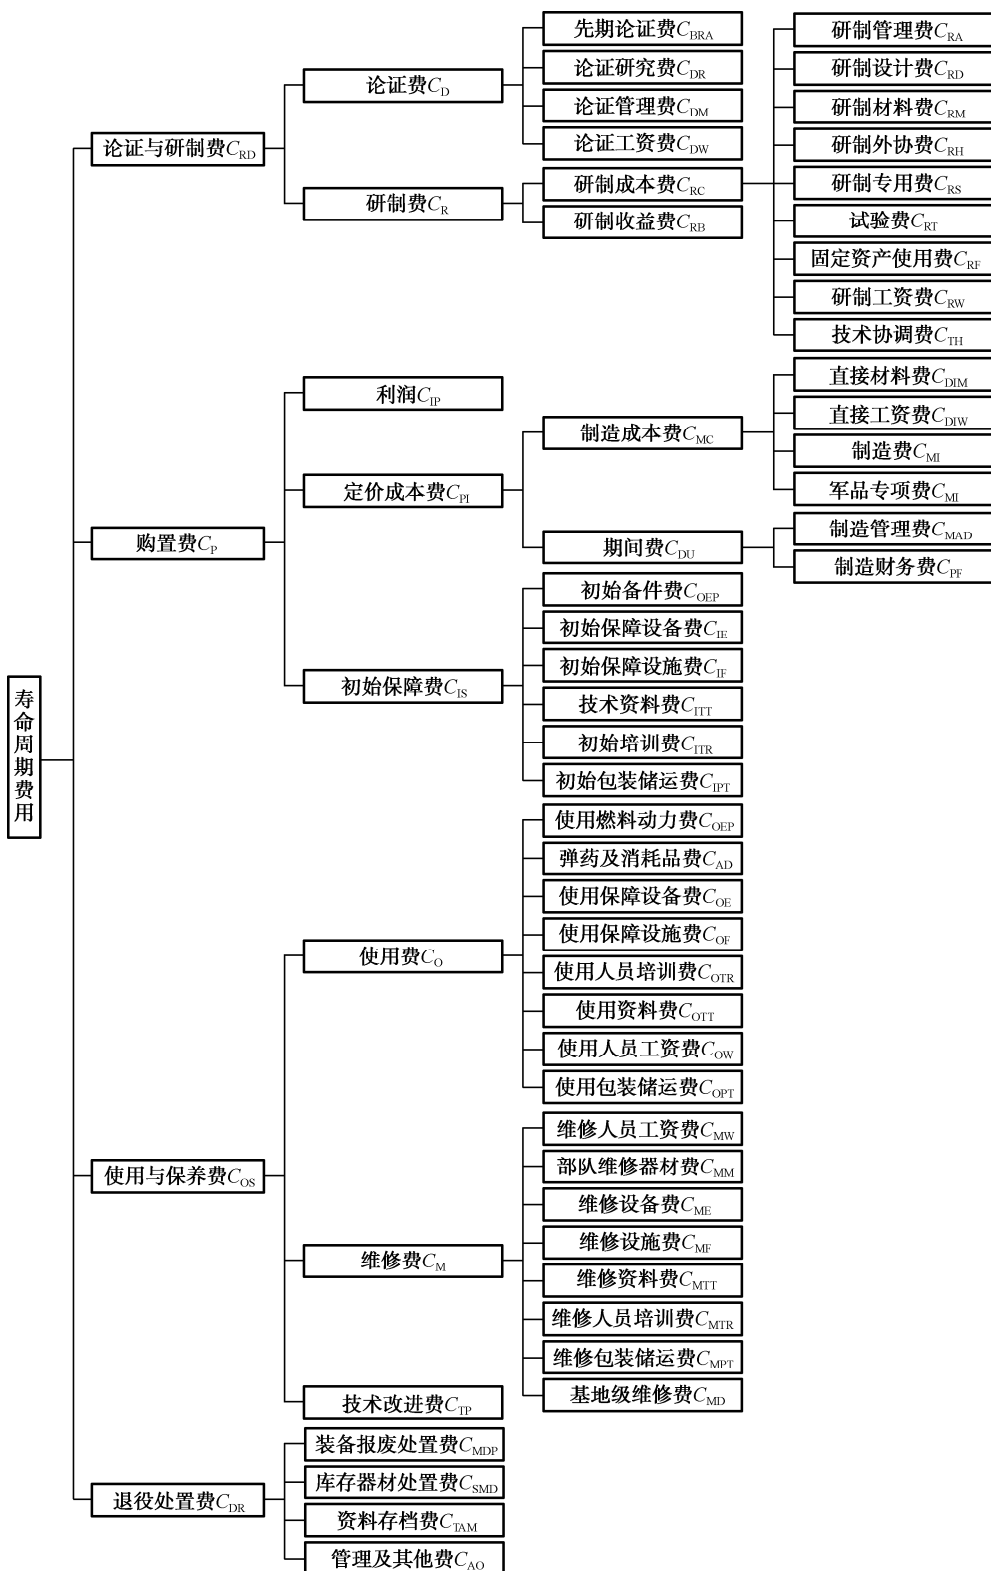 寿命周期费用
论证与研制费C_RD
论证费C_D
先期论证费C_BRA
论证研究费C_DR
论证管理费C_DM
论证工资费C_DW
研制费C_R
研制成本费C_RC
研制管理费C_RA
研制设计费C_RD
研制材料费C_RM
研制外协费C_RH
研制专用费C_RS
试验费C_RT
固定资产使用费C_RF
研制工资费C_RW
技术协调费C_TH
研制收益费C_RB
购置费C_P
利润C_IP
定价成本费C_PI
制造成本费C_MC
直接材料费C_DIM
直接工资费C_DIW
制造费C_MI
军品专项费C_MI
期间费C_DU
制造管理费C_MAD
制造财务费C_PF
初始保障费C_IS
初始备件费C_OEP
初始保障设备费C_IE
初始保障设施费C_IF
技术资料费C_ITT
初始培训费C_ITR
初始包装储运费C_IPT
使用与保养费C_OS
使用费C_O
使用燃料动力费C_OEP
弹药及消耗品费C_AD
使用保障设备费C_OE
使用保障设施费C_OF
使用人员培训费C_OTR
使用资料费C_OTT
使用人员工资费C_OW
使用包装储运费C_OPT
维修费C_M
维修人员工资费C_MW
部队维修器材费C_MM
维修设备费C_ME
维修设施费C_MF
维修资料费C_MTT
维修人员培训费C_MTR
维修包装储运费C_MPT
基地级维修费C_MD
技术改进费C_TP
退役处置费C_DR
装备报废处置费C_MDP
库存器材处置费C_SMD
资料存档费C_TAM
管理及其他费C_AO